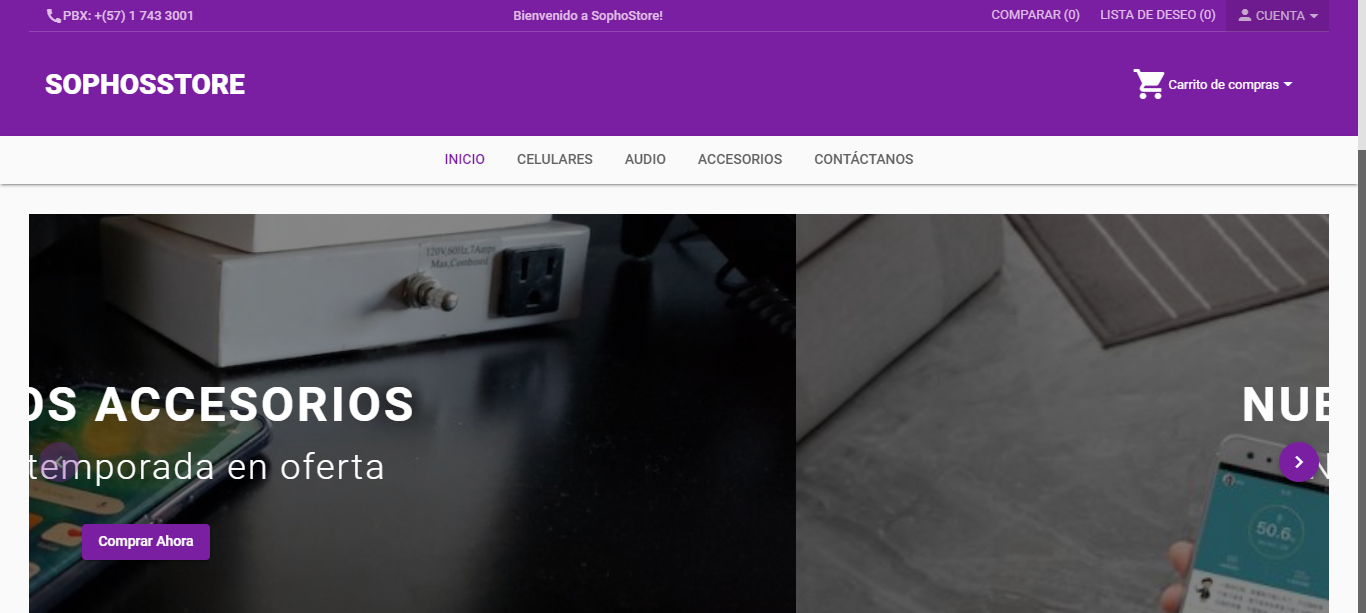 PBX: +(57) 1 743 3001
Bienvenido a SophoStore!
COMPARAR (0)
LISTA DE DESEO (0)
CUENTA
SOPHOSSTORE
Carrito de compras
INICIO
CELULARES
AUDIO
ACCESORIOS
CONTÁCTANOS
120V,60Hz,7Amps
Max,Combined
OS ACCESORIOS
temporada en oferta
Comprar Ahora
NUE
50.6